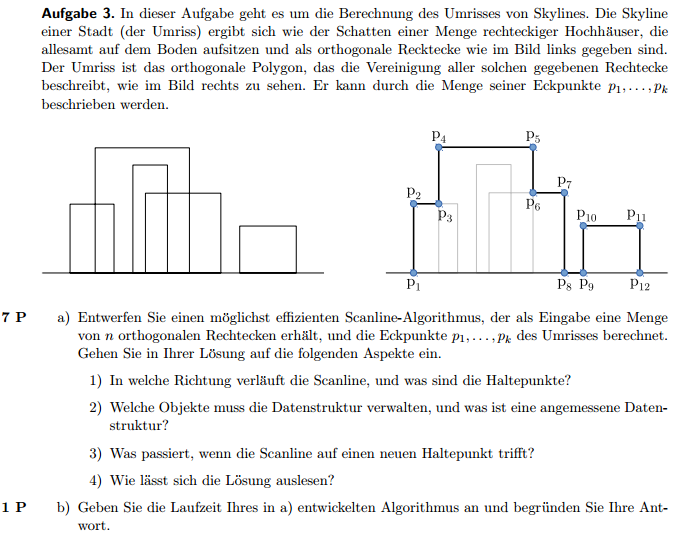 Aufgabe 3. In dieser Aufgabe geht es um die Berechnung des Umrisses von Skylines. Die Skyline
einer Stadt (der Umriss) ergibt sich wie der Schatten einer Menge rechteckiger Hochhäuser, die
allesamt auf dem Boden aufsitzen und als orthogonale Recktecke wie im Bild links gegeben sind.
Der Umriss ist das orthogonale Polygon, das die Vereinigung aller solchen gegebenen Rechtecke
beschreibt, wie im Bild rechts zu sehen. Er kann durch die Menge seiner Eckpunkte p₁,...,pₖ
beschrieben werden.
p₄ p₅
p₂ p₇
p₃ p₆ p₁₀ p₁₁
p₁ p₈ p₉ p₁₂
7 P a) Entwerfen Sie einen möglichst effizienten Scanline-Algorithmus, der als Eingabe eine Menge
von n orthogonalen Rechtecken erhält, und die Eckpunkte p₁,...,pₖ des Umrisses berechnet.
Gehen Sie in Ihrer Lösung auf die folgenden Aspekte ein.
1) In welche Richtung verläuft die Scanline, und was sind die Haltepunkte?
2) Welche Objekte muss die Datenstruktur verwalten, und was ist eine angemessene Daten-
struktur?
3) Was passiert, wenn die Scanline auf einen neuen Haltepunkt trifft?
4) Wie lässt sich die Lösung auslesen?
1 P b) Geben Sie die Laufzeit Ihres in a) entwickelten Algorithmus an und begründen Sie Ihre Ant-
wort.